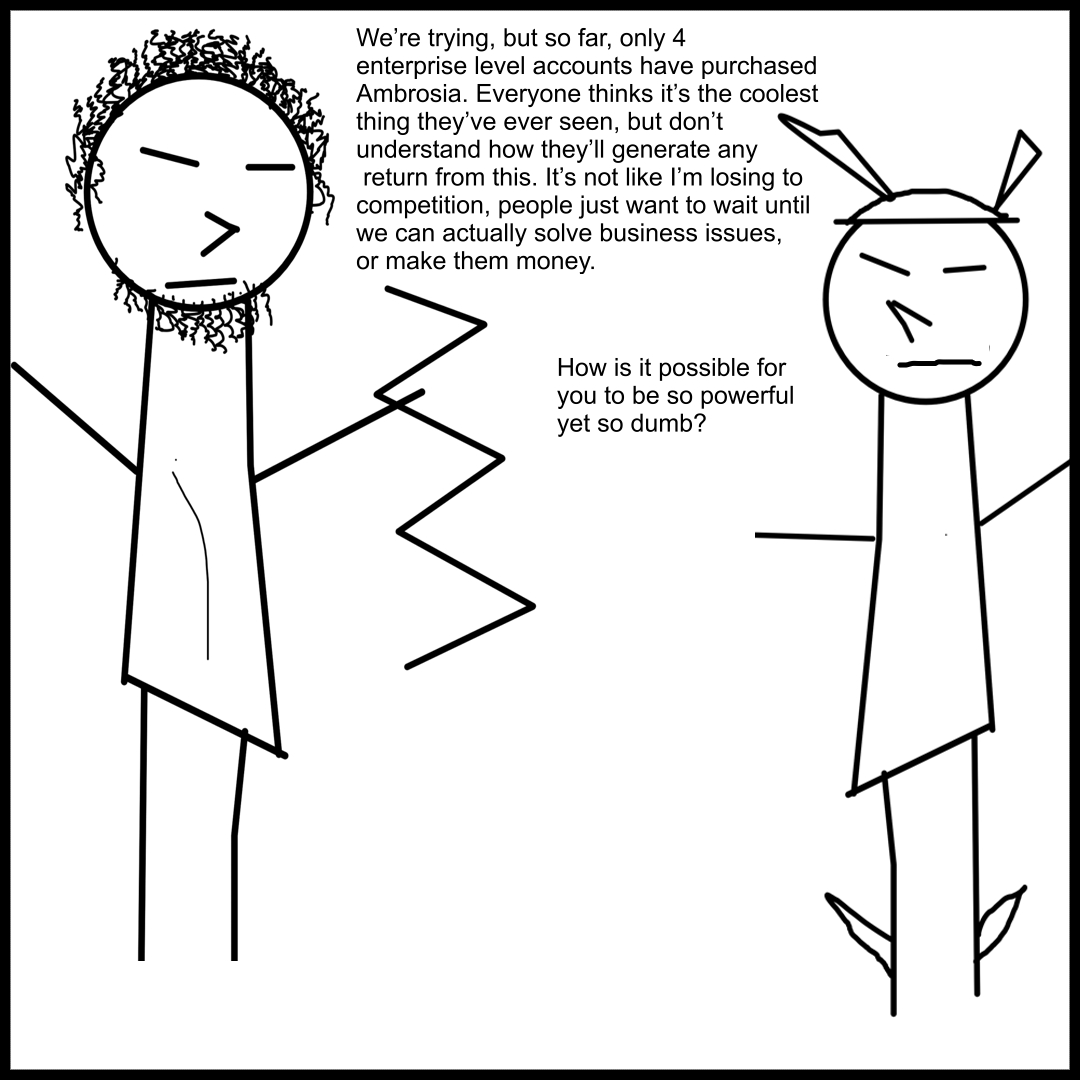 We’re trying, but so far, only 4
enterprise level accounts have purchased
Ambrosia. Everyone thinks it’s the coolest
thing they’ve ever seen, but don’t
understand how they’ll generate any
return from this. It’s not like I’m losing to
competition, people just want to wait until
we can actually solve business issues,
or make them money.
How is it possible for
you to be so powerful
yet so dumb?